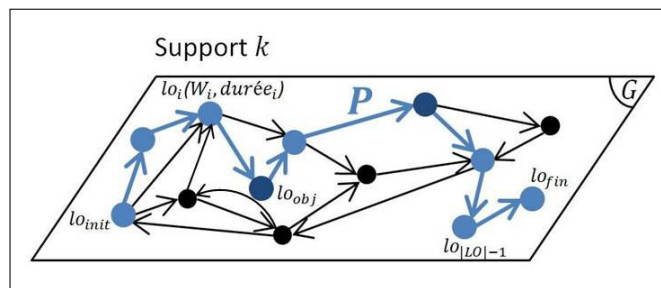 Support k
lo_i(W_i, durée_i)
P
G
lo_obj
lo_fin
lo_init
lo_|LO|−1